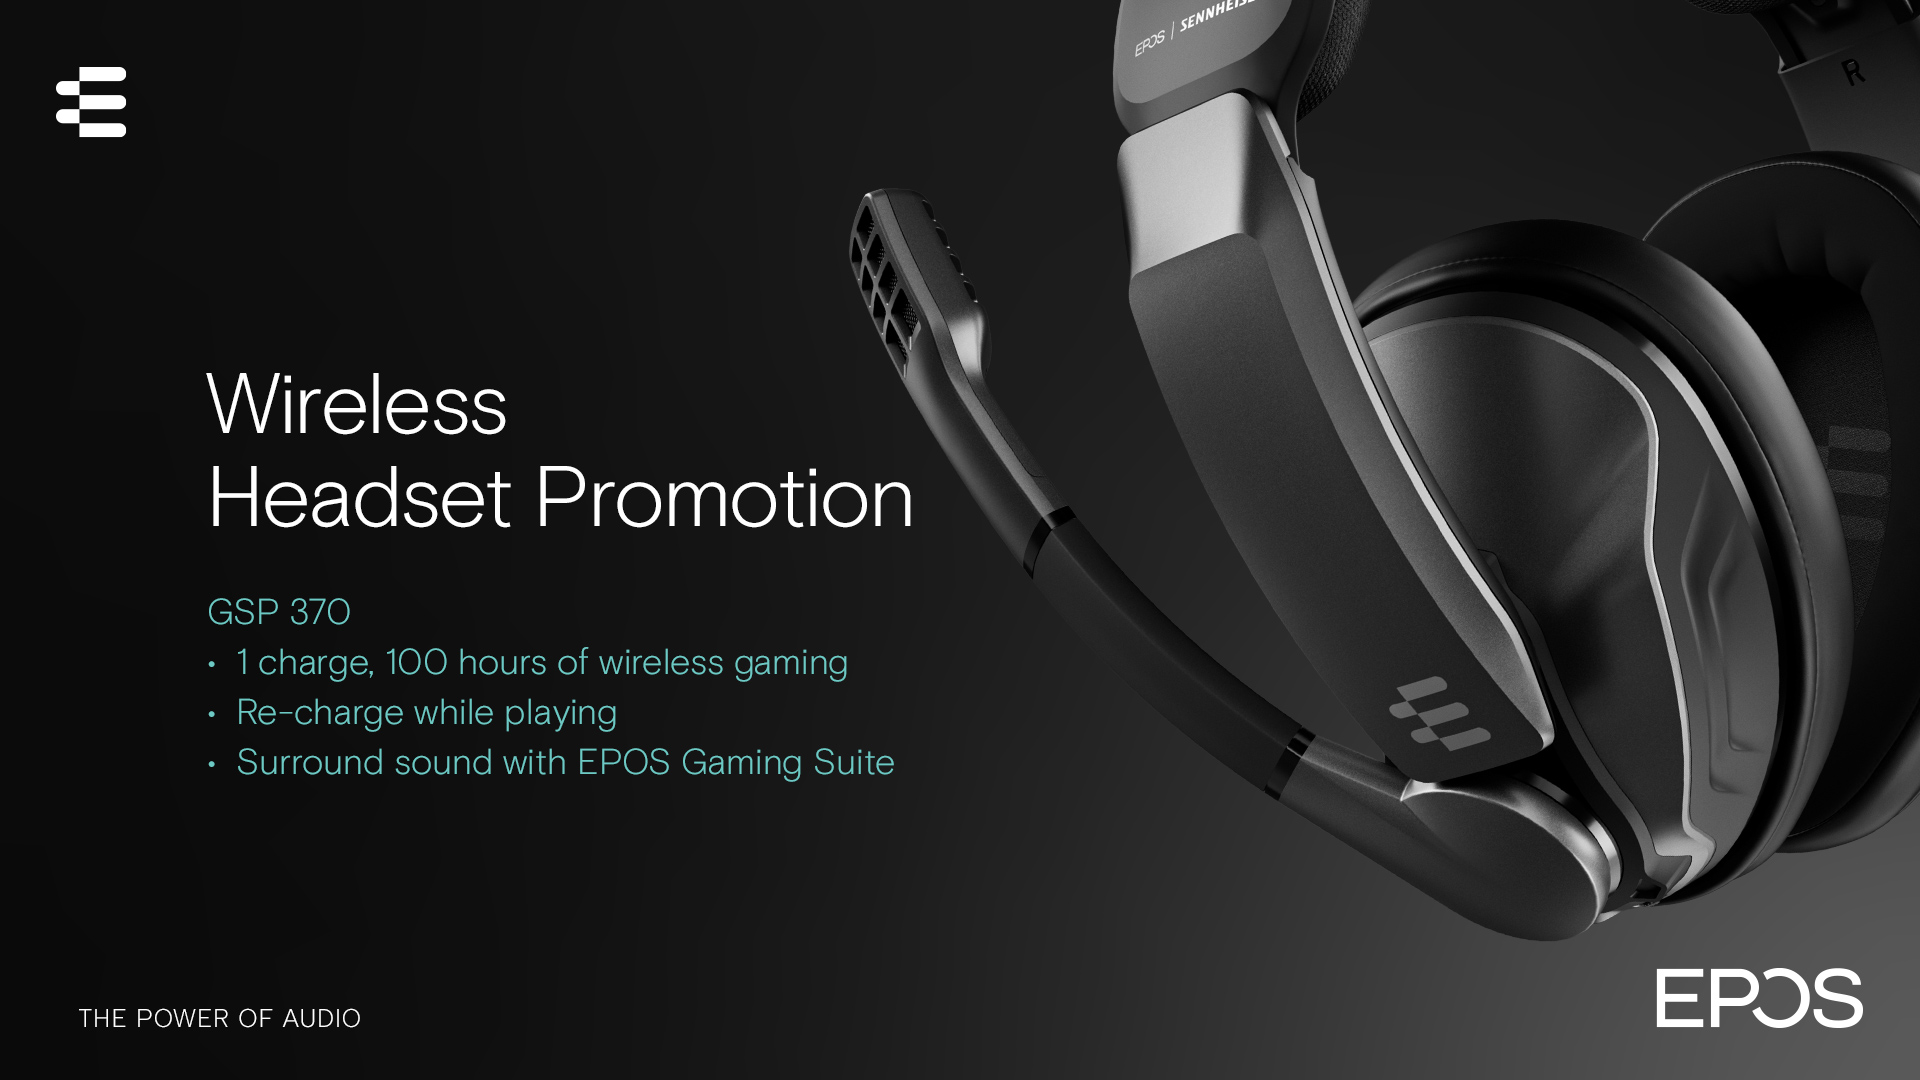 EPOS | SENNHEISE
R
Wireless
Headset Promotion
GSP 370
• 1 charge, 100 hours of wireless gaming
• Re-charge while playing
• Surround sound with EPOS Gaming Suite
THE POWER OF AUDIO
EPOS